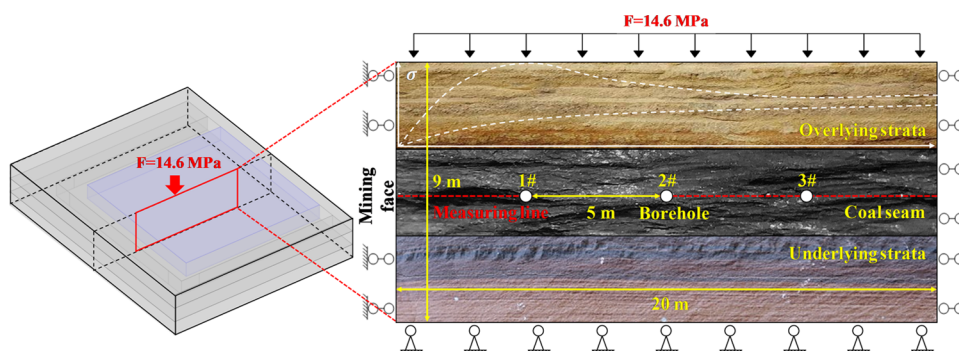 F=14.6 MPa
F=14.6 MPa
σ
Overlying strata
Mining
face
9 m
1#
2#
3#
Measuring line
5 m
Borehole
Coal seam
Underlying strata
20 m